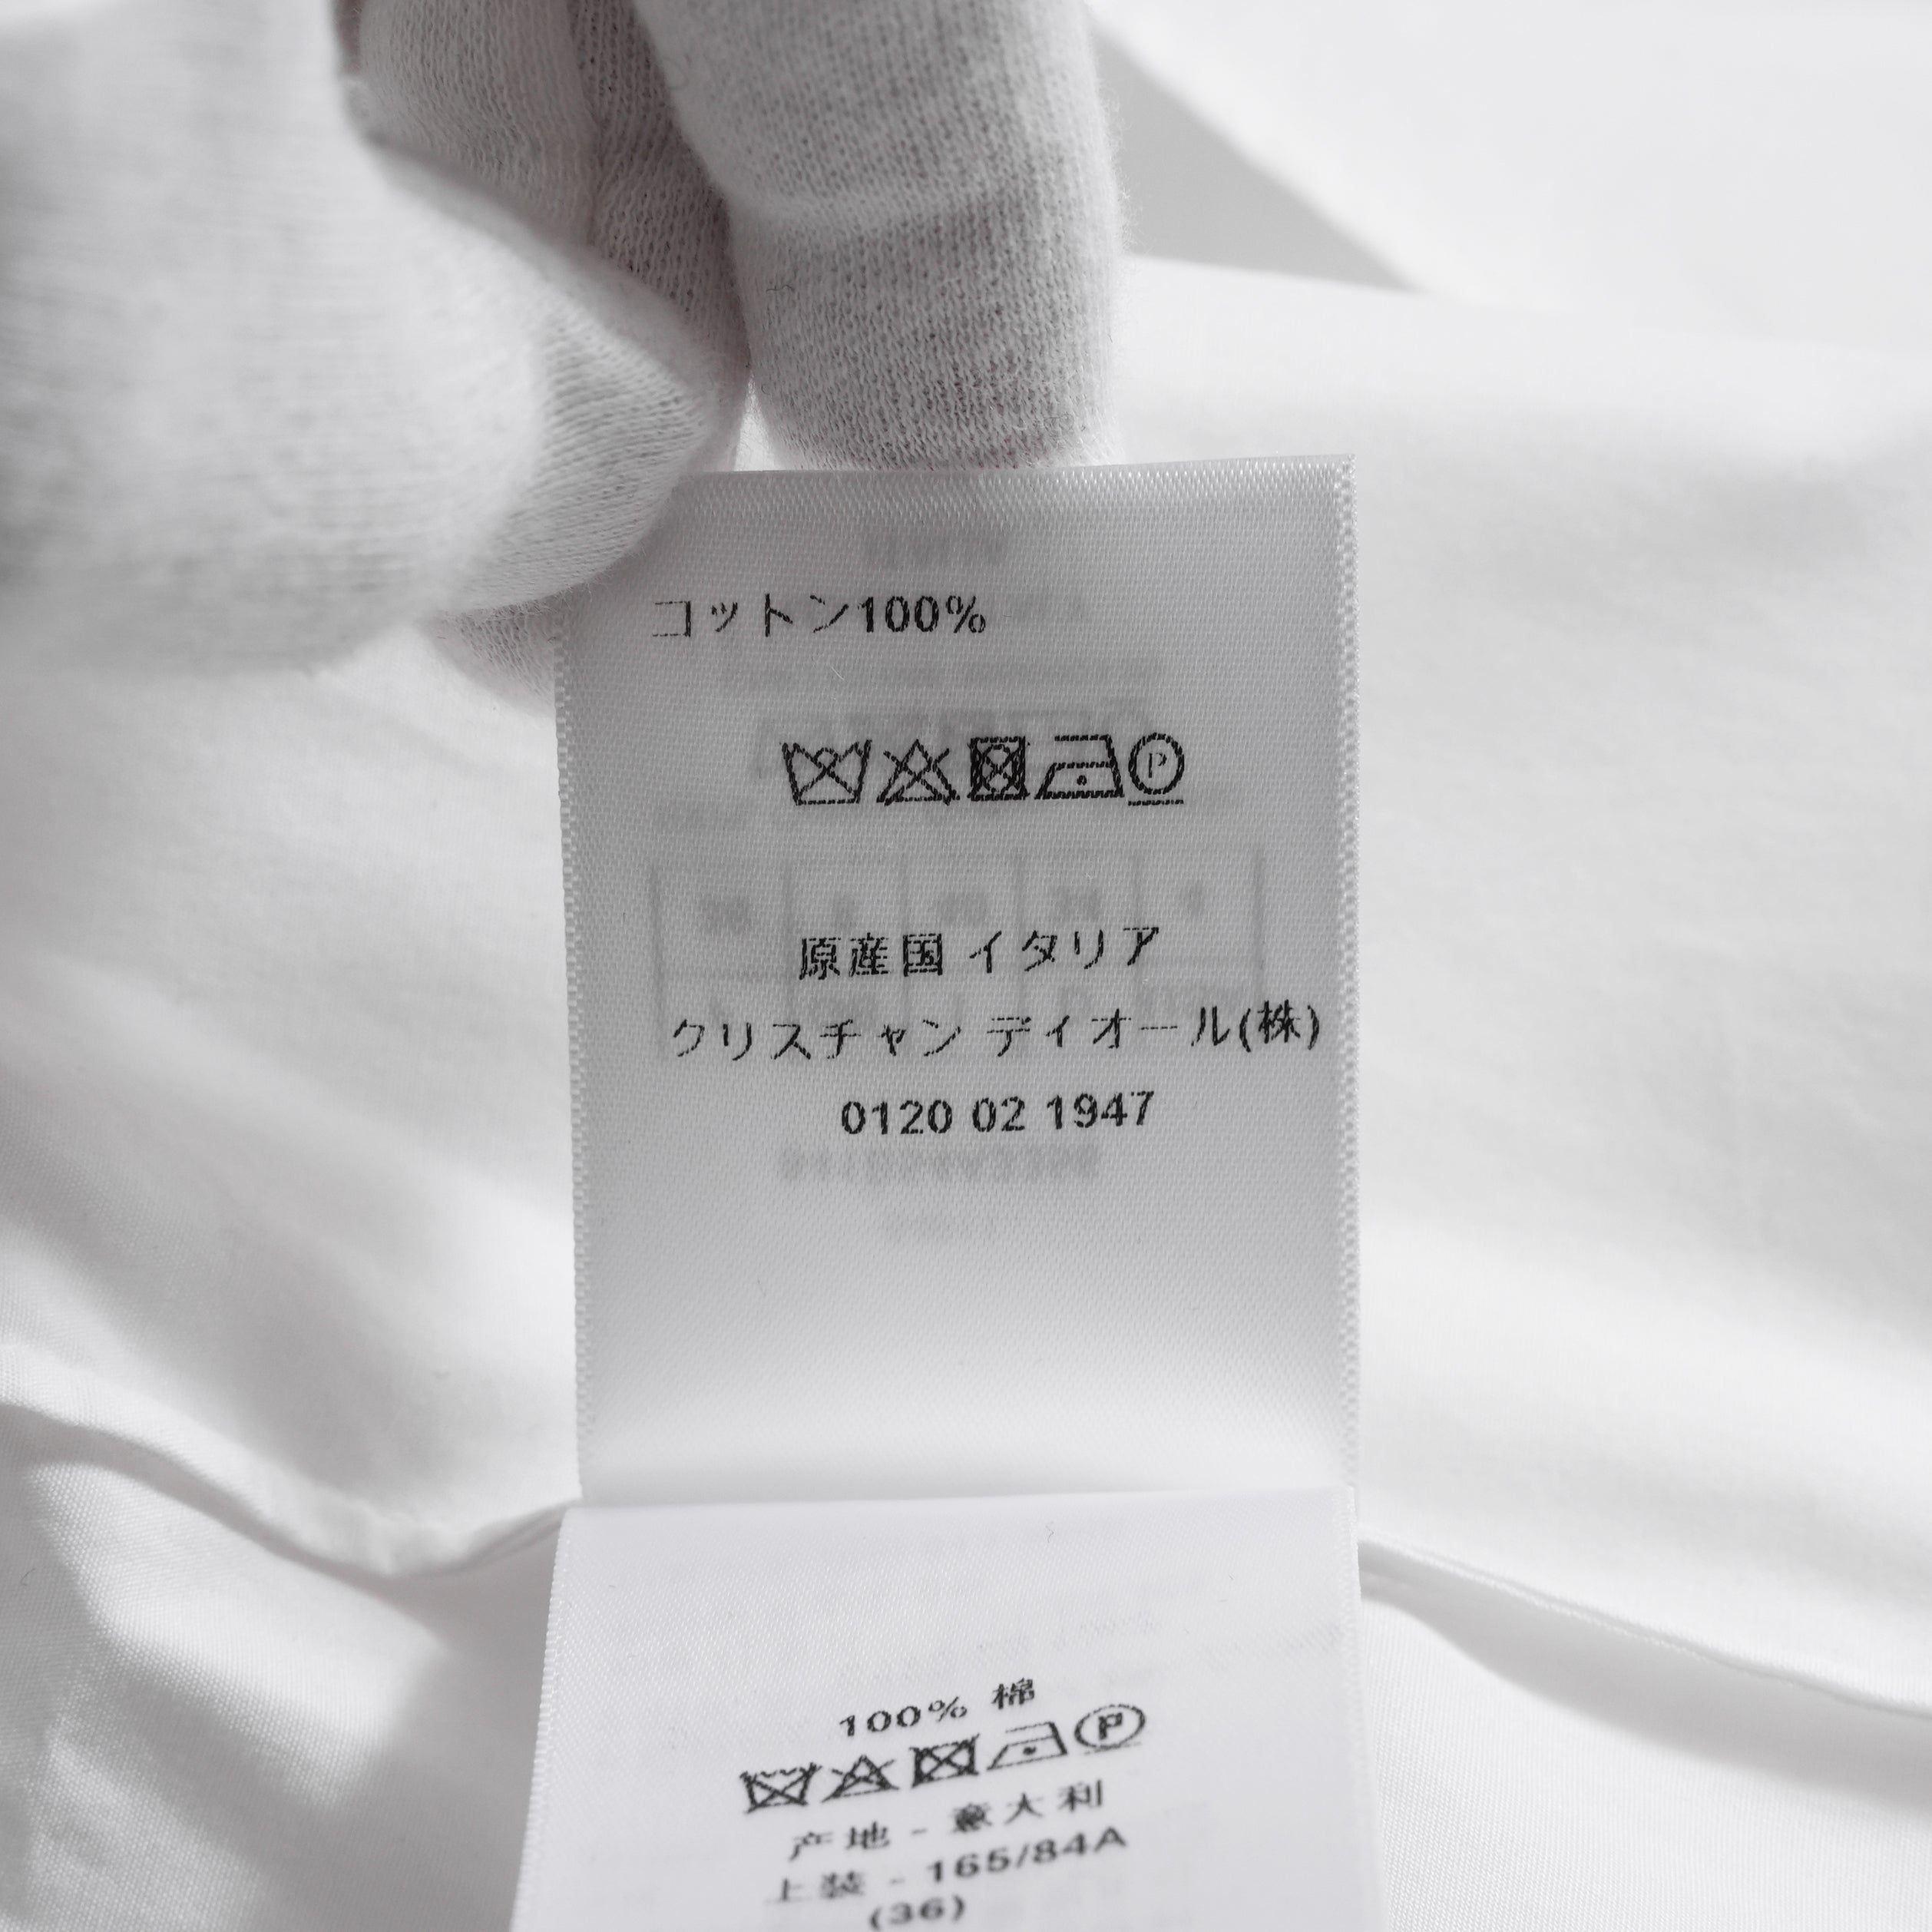 コットン100%
P
原産国 イタリア
クリスチャン ディオール(株)
0120 02 1947
100% 棉
P
产地 - 意大利
上装 - 165/84A
(36)